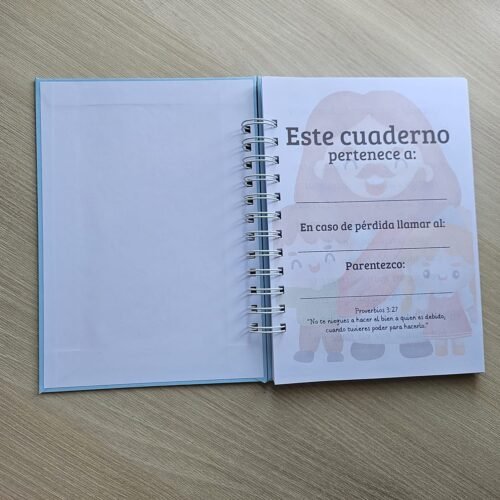 Este cuaderno
pertenece a:
En caso de pérdida llamar al:
Parentezco:
Proverbios 3:27
"No te niegues a hacer el bien a quien es debido,
cuando tuvieres poder para hacerlo."